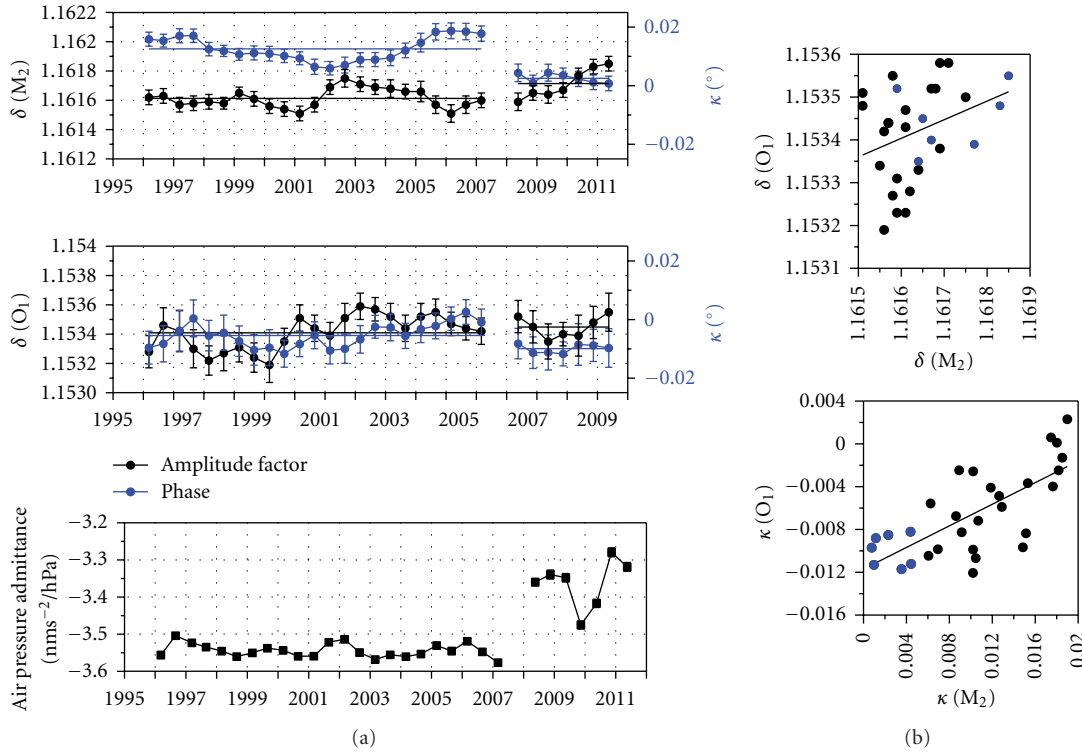 1.1622
1.162
1.1618
1.1616
1.1614
1.1612
δ (M₂)
0.02
0
−0.02
κ (°)
1995 1997 1999 2001 2003 2005 2007 2009 2011
1.154
1.1538
1.1536
1.1534
1.1532
1.1530
δ (O₁)
0.02
0
−0.02
κ (°)
1995 1997 1999 2001 2003 2005 2007 2009
Amplitude factor
Phase
−3.2
−3.3
−3.4
−3.5
−3.6
Air pressure admittance
(nms⁻²/hPa)
1995 1997 1999 2001 2003 2005 2007 2009 2011
(a)
1.1536
1.1535
1.1534
1.1533
1.1532
1.1531
δ (O₁)
1.1615 1.1616 1.1617 1.1618 1.1619
δ (M₂)
0.004
0
−0.004
−0.008
−0.012
−0.016
κ (O₁)
0 0.004 0.004 0.012 0.016 0.02
κ (M₂)
(b)